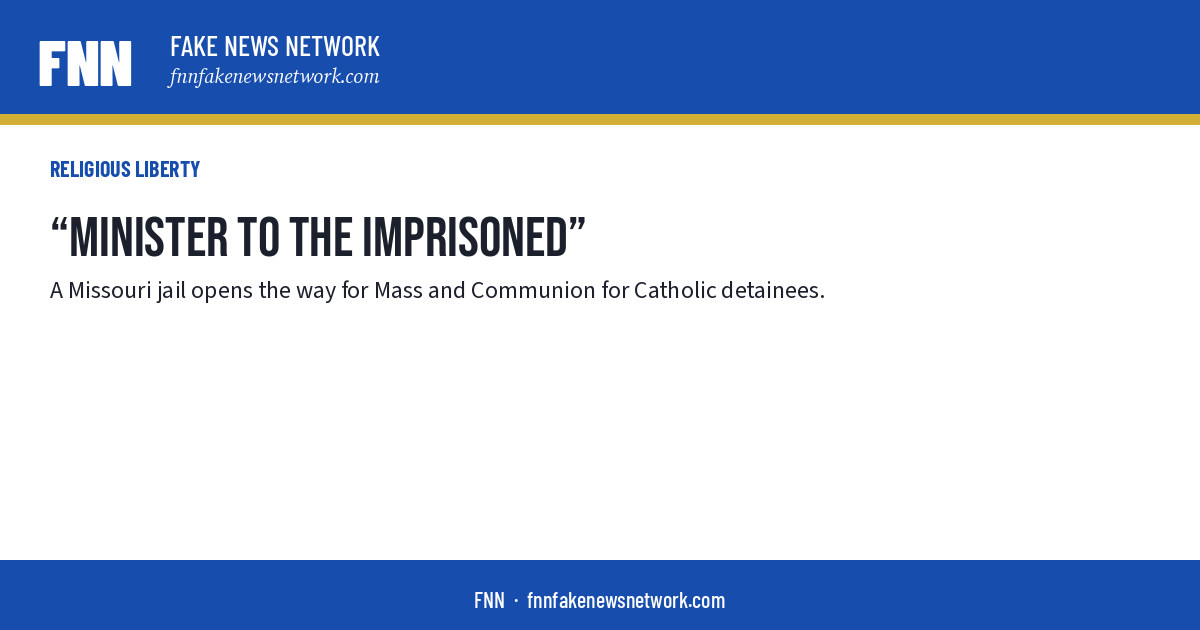 FNN
FAKE NEWS NETWORK
fnnfakenewsnetwork.com
RELIGIOUS LIBERTY
“MINISTER TO THE IMPRISONED”
A Missouri jail opens the way for Mass and Communion for Catholic detainees.
FNN · fnnfakenewsnetwork.com